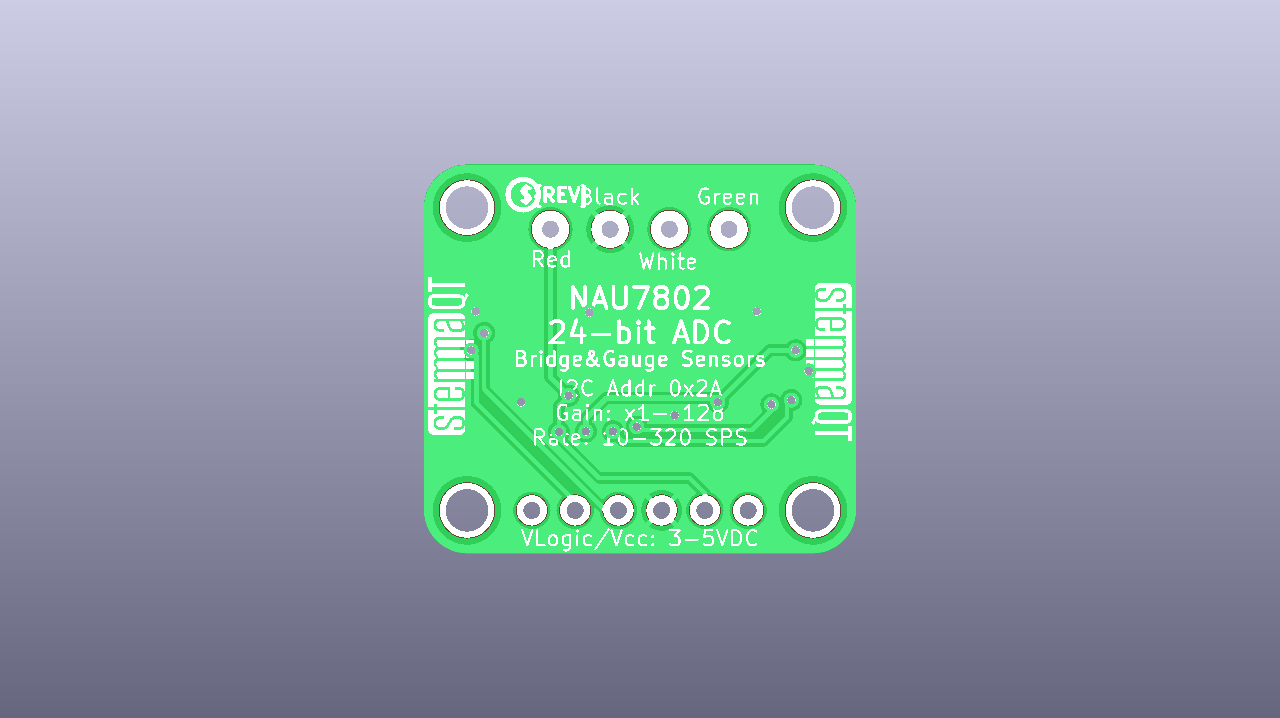 $[REV]
Black
Green
Red
White
stemmaQT
stemmaQT
NAU7802
24-bit ADC
Bridge&Gauge Sensors
I2C Addr 0x2A
Gain: x1-128
Rate: 10-320 SPS
VLogic/Vcc: 3-5VDC